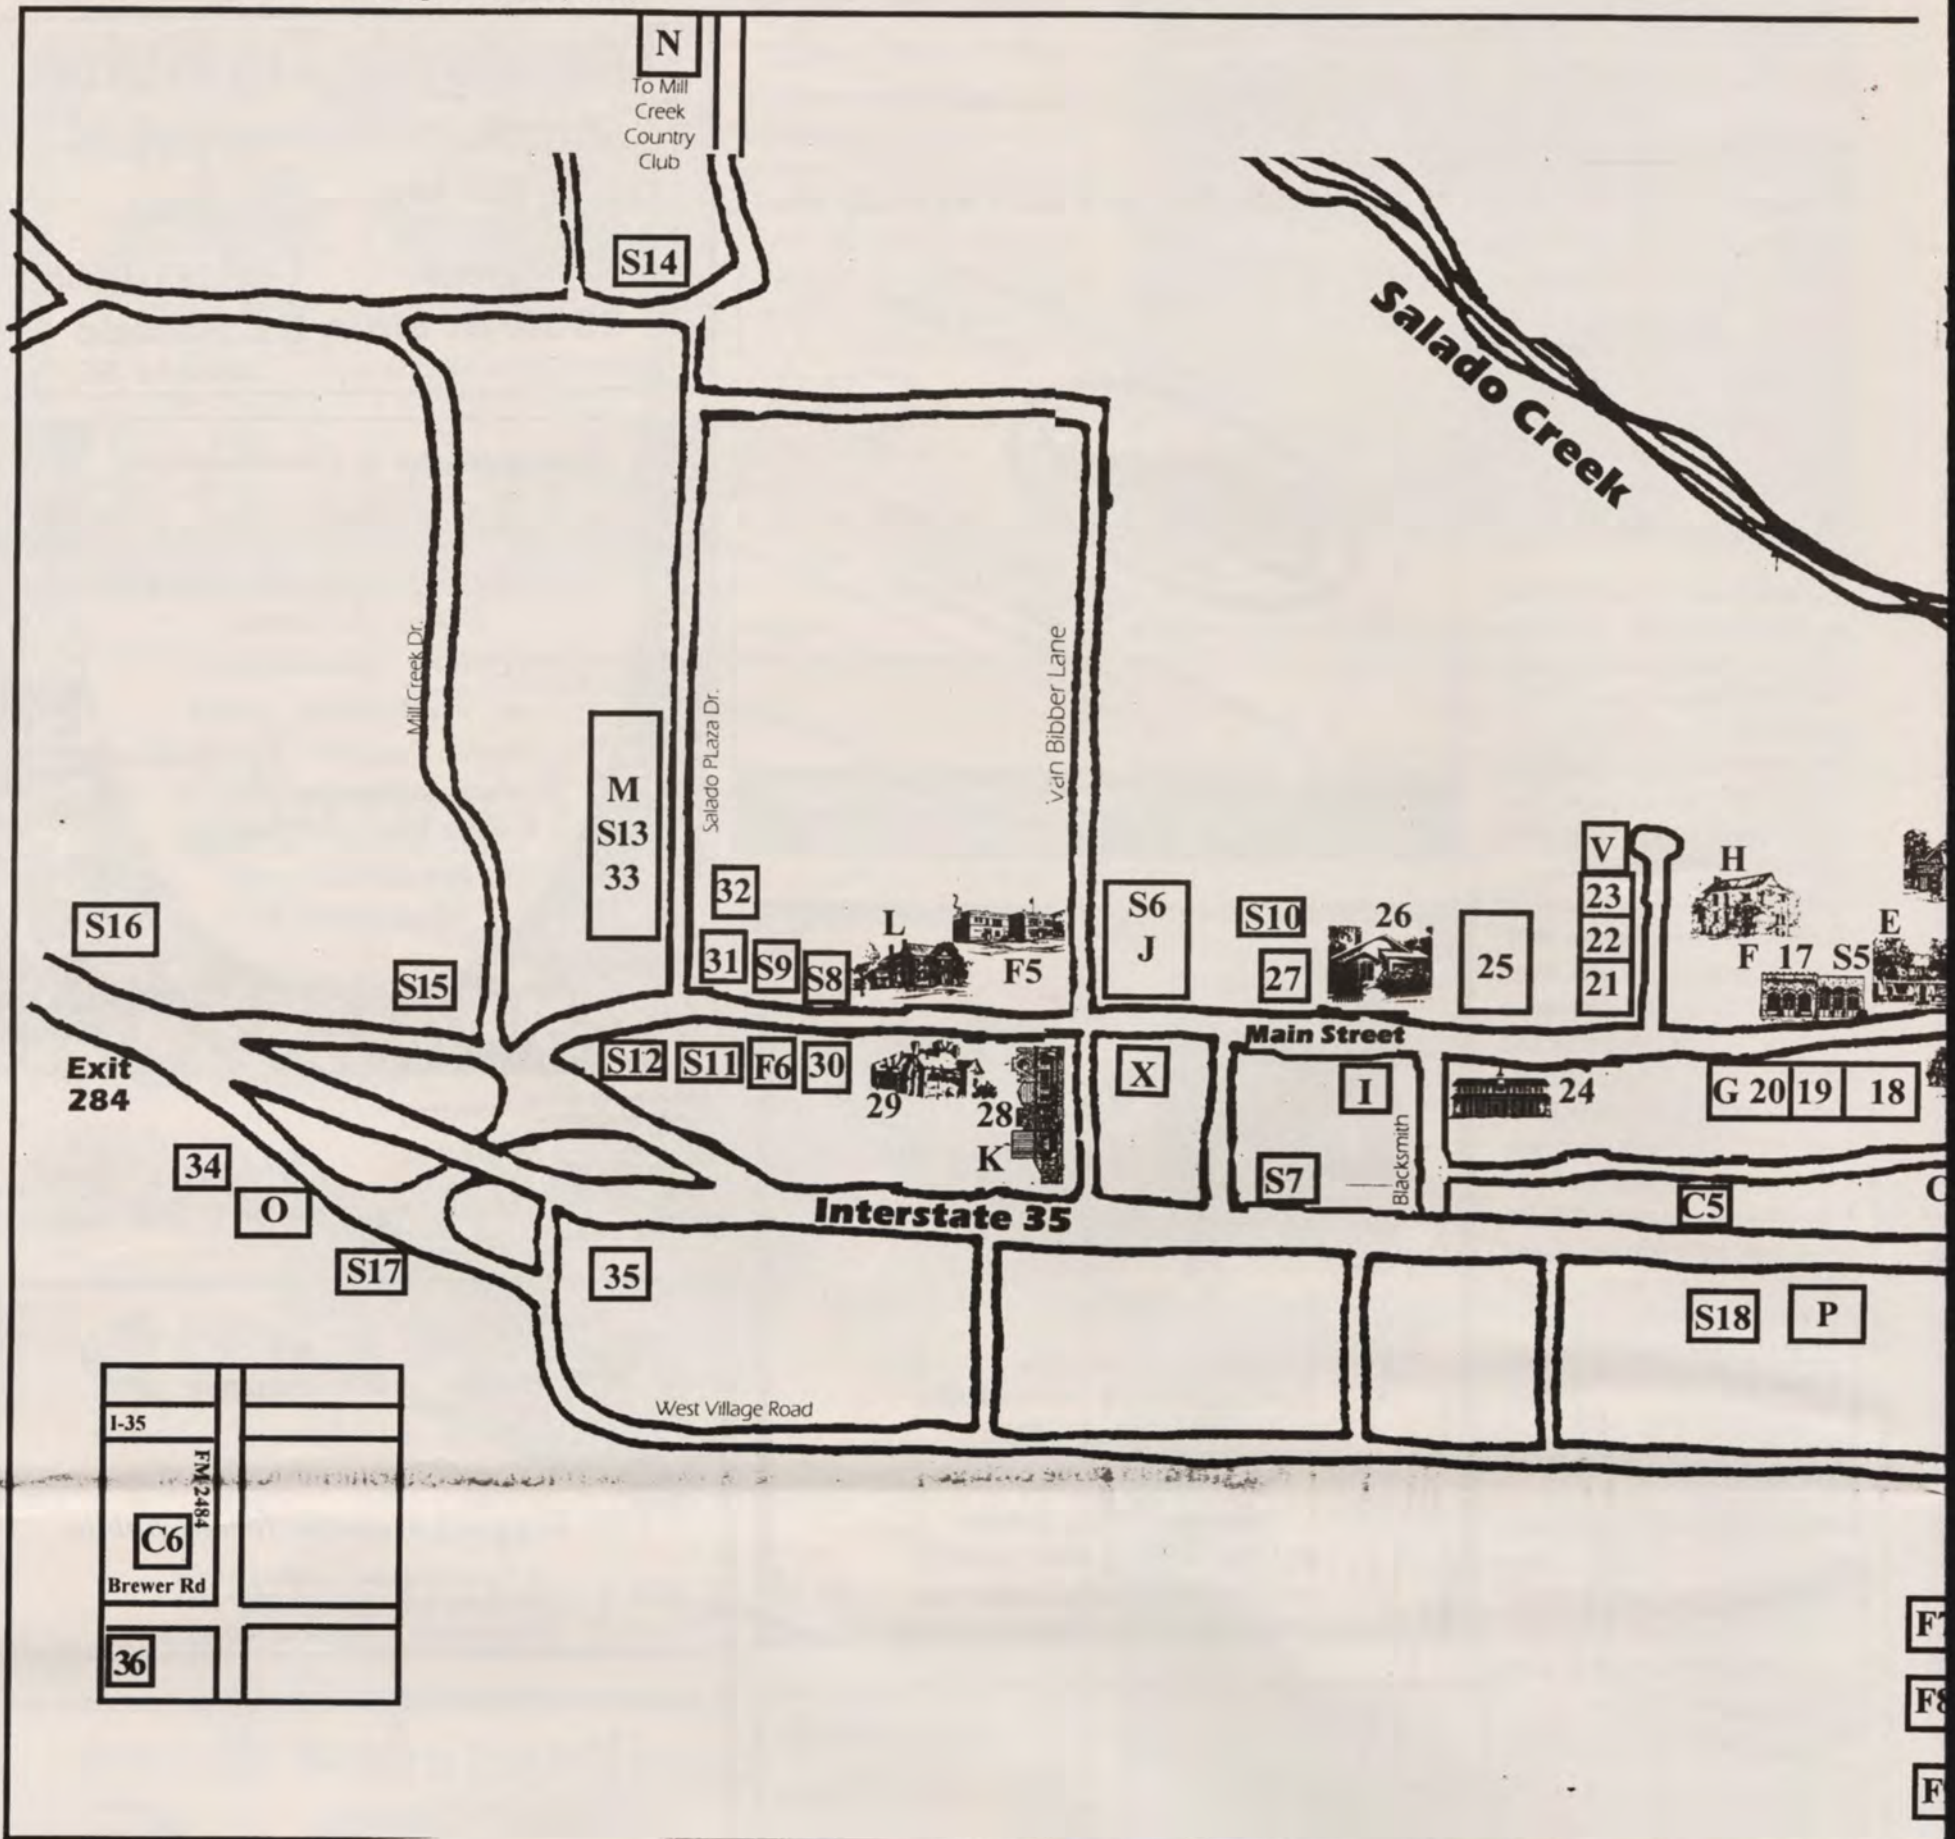 N
To Mill
Creek
Country
Club
S14
Salado Creek
Mill Creek Dr.
Salado PLaza Dr.
Van Bibber Lane
M
S13
33
32
31
S9
S8
L
F5
S6
J
S10
27
26
25
V
23
22
21
H
F
17
S5
E
S16
S15
Exit
284
Main Street
S12
S11
F6
30
29
28
K
X
I
S7
Blacksmith
24
G 20
19
18
C5
34
O
S17
35
Interstate 35
S18
P
West Village Road
I-35
FM 2484
C6
Brewer Rd
36
F7
F8
F